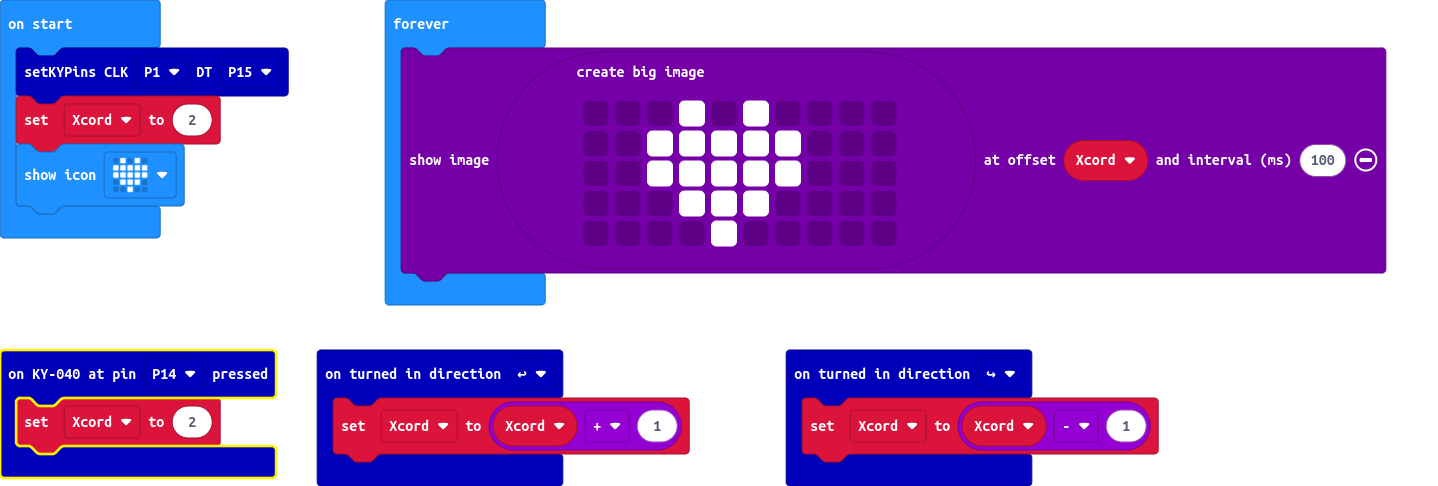 on start
setKYPins CLK P1 DT P15
set Xcord to 2
show icon
forever
create big image
show image at offset Xcord and interval (ms) 100
on KY-040 at pin P14 pressed
set Xcord to 2
on turned in direction ↩
set Xcord to Xcord + 1
on turned in direction ↪
set Xcord to Xcord - 1